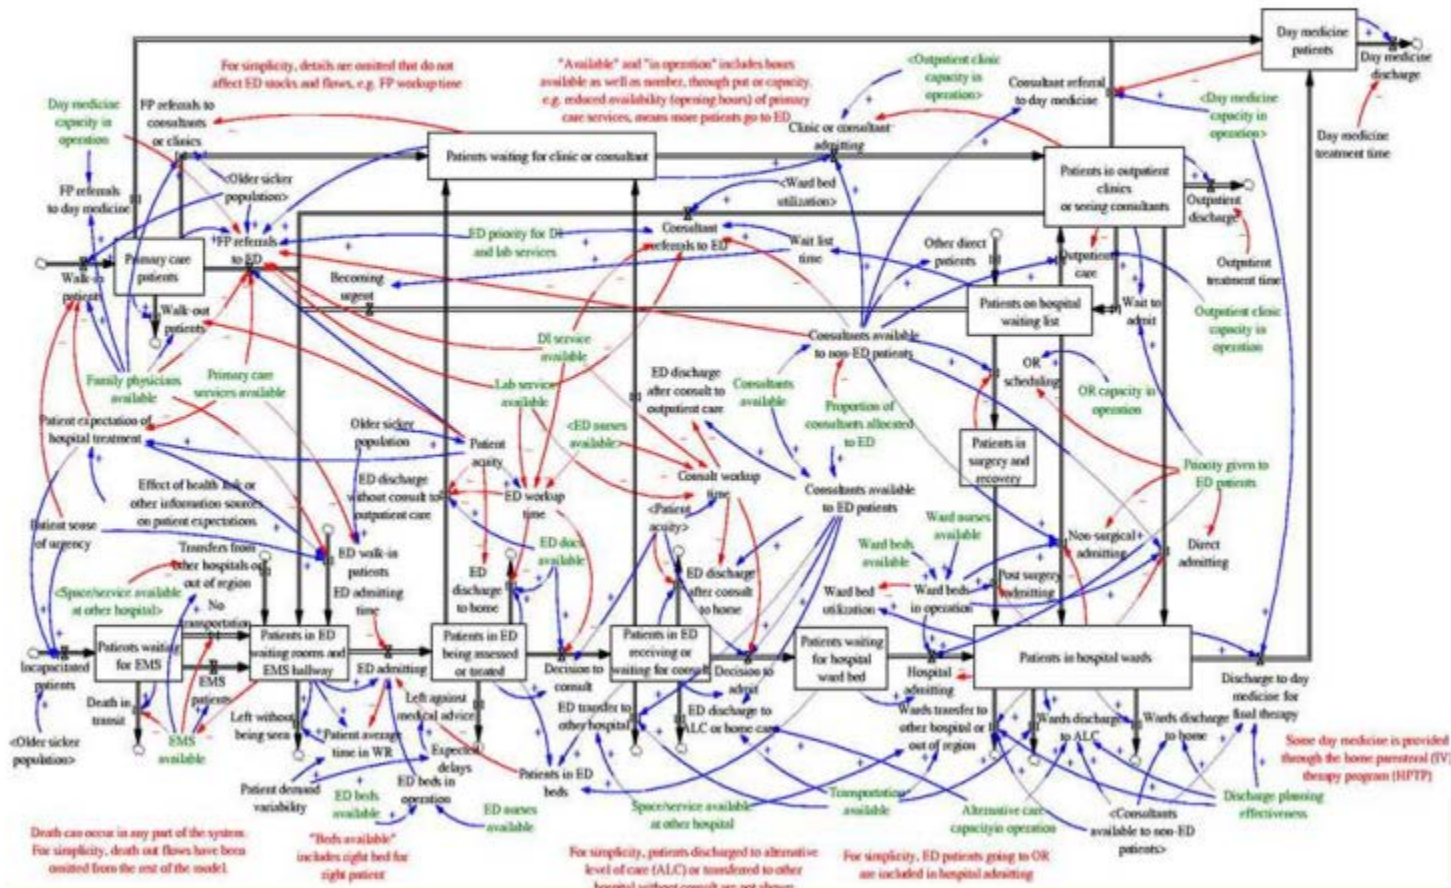 Day medicine
patients
Day medicine
discharge
For simplicity, details are omitted that do not
affect ED stocks and flows, e.g. FP workup time
"Available" and "in operation" includes hours
available as well as number, through put or capacity.
e.g. reduced availability (opening hours) of primary
care services, means more patients go to ED
<Outpatient clinic
capacity in
operation>
Consultant referral
to day medicine
<Day medicine
capacity in
operation>
Day medicine
treatment time
Day medicine
capacity in
operation
FP referrals to
consultants
or clinics
Clinic or consultant
admitting
Patients waiting for clinic or consultant
Patients in outpatient
clinics
or seeing consultants
Outpatient
discharge
FP referrals
to day medicine
<Older sicker
population>
<Ward bed
utilization>
FP referrals
to ED
ED priority for DI
and lab services
Consultant
referrals to ED
Wait list
time
Other direct
patients
Outpatient
care
Outpatient
treatment time
Walk-in
patients
Primary care
patients
Becoming
urgent
Patients on hospital
waiting list
Wait to
admit
Outpatient clinic
capacity in
operation
Walk-out
patients
DI service
available
Consultants available
to non-ED patients
OR
scheduling
Family physicians
available
Primary care
services available
Lab service
available
ED discharge
after consult to
outpatient care
Consultants
available
Proportion of
consultants allocated
to ED
OR capacity in
operation
Patient expectation of
hospital treatment
Older sicker
population
Patient
acuity
<ED nurses
available>
Patients in
surgery and
recovery
Priority given to
ED patients
Effect of health link or
other information sources
on patient expectations
ED discharge
without consult to
outpatient care
ED workup
time
Consult workup
time
Consultants available
to ED patients
Patient sense
of urgency
<Patient
acuity>
Ward nurses
available
Transfers from
other hospitals or
out of region
ED walk-in
patients
ED docs
available
Ward beds
available
Non-surgical
admitting
Direct
admitting
<Space/service available
at other hospital>
ED admitting
time
ED
discharge
to home
ED discharge
after consult
to home
Ward bed
utilization
Ward beds
in operation
Post surgery
admitting
No
transportation
Incapacitated
patients
Patients waiting
for EMS
Patients in ED
waiting rooms and
EMS hallway
ED admitting
Patients in ED
being assessed
or treated
Decision to
consult
Patients in ED
receiving or
waiting for consult
Decision to
admit
Patients waiting
for hospital
ward bed
Hospital
admitting
Patients in hospital wards
Discharge to day
medicine for
final therapy
EMS
patients
Death in
transit
Left without
being seen
Left against
medical advice
ED transfer to
other hospital
ED discharge to
ALC or home care
Wards transfer to
other hospital or
out of region
Wards discharge
to ALC
Wards discharge
to home
<Older sicker
population>
EMS
available
Patient average
time in WR
Expected
delays
Patients in ED
beds
Some day medicine is provided
through the home parenteral (IV)
therapy program (HPTP)
Patient demand
variability
ED beds
available
ED beds in
operation
ED nurses
available
Space/service available
at other hospital
Transportation
available
Alternative care
capacityin operation
<Consultants
available to non-ED
patients>
Discharge planning
effectiveness
Death can occur in any part of the system
For simplicity, death out flows have been
omitted from the rest of the model.
"Beds available"
includes right bed for
right patient
For simplicity, patients discharged to alternative
level of care (ALC) or transferred to other
hospital without consult are not shown
For simplicity, ED patients going to OR
are included in hospital admitting